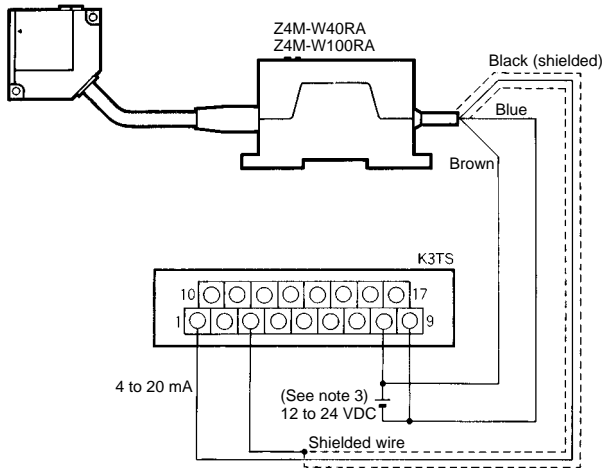 Z4M-W40RA
Z4M-W100RA
Black (shielded)
Blue
Brown
K3TS
10
17
1
9
4 to 20 mA
(See note 3)
12 to 24 VDC
Shielded wire